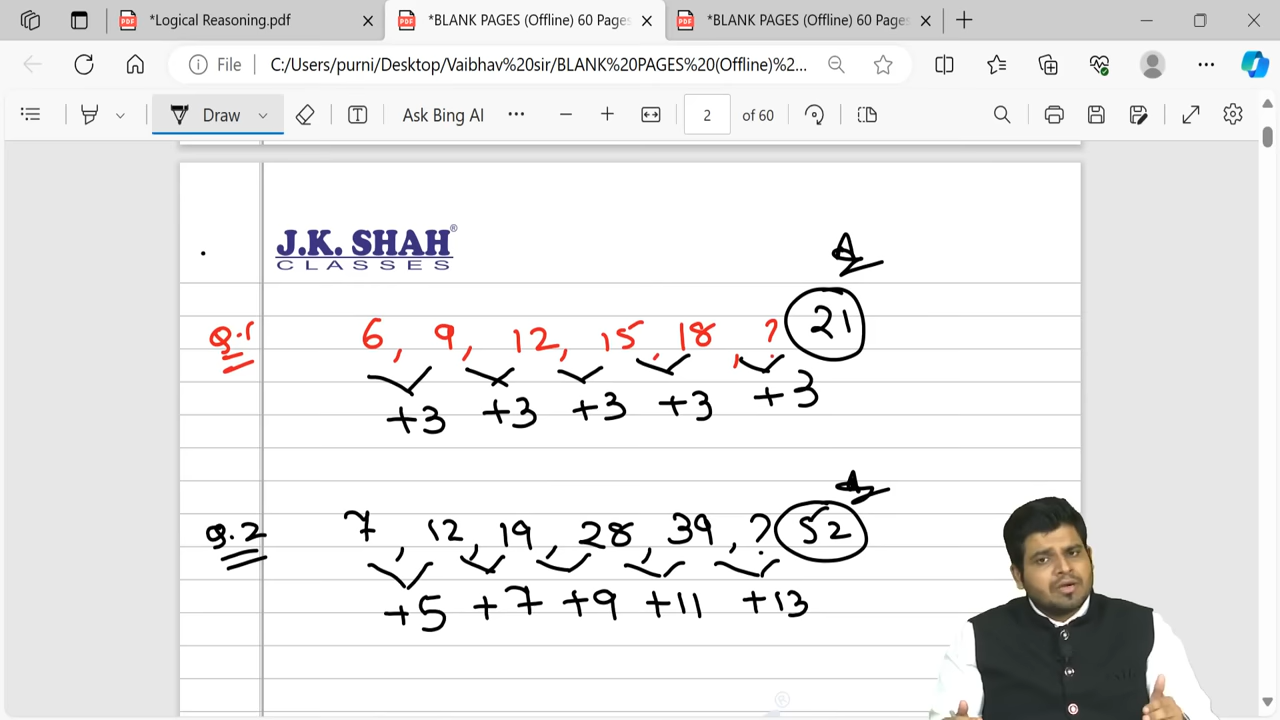 *Logical Reasoning.pdf
*BLANK PAGES (Offline) 60 Pages
*BLANK PAGES (Offline) 60 Pages
File
C:/Users/purni/Desktop/Vaibhav%20sir/BLANK%20PAGES%20(Offline)%2...
Draw
Ask Bing AI
2 of 60
J.K. SHAH®
CLASSES
A
Q.1 6, 9, 12, 15, 18, ? 21
+3 +3 +3 +3 +3
A
Q.2 7, 12, 19, 28, 39, ? 52
+5 +7 +9 +11 +13